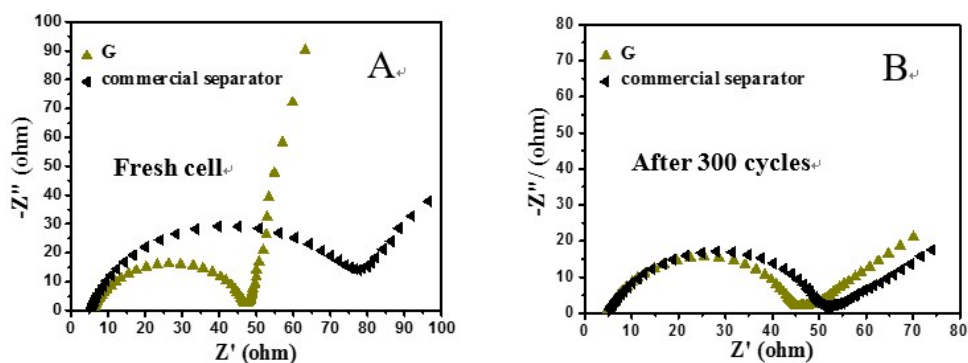 100
90
80
70
60
50
40
30
20
10
0
-Z″ (ohm)
G
commercial separator
A↵
Fresh cell↵
0 10 20 30 40 50 60 70 80 90 100
Z' (ohm)
80
70
60
50
40
30
20
10
0
-Z″/ (ohm)
G
commercial separator
B↵
After 300 cycles↵
0 10 20 30 40 50 60 70 80
Z' (ohm)